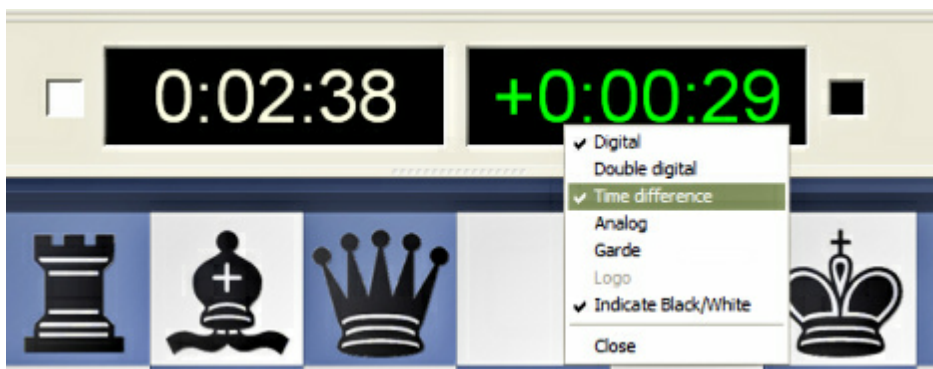 0:02:38
+0:00:29
Digital
Double digital
Time difference
Analog
Garde
Logo
Indicate Black/White
Close